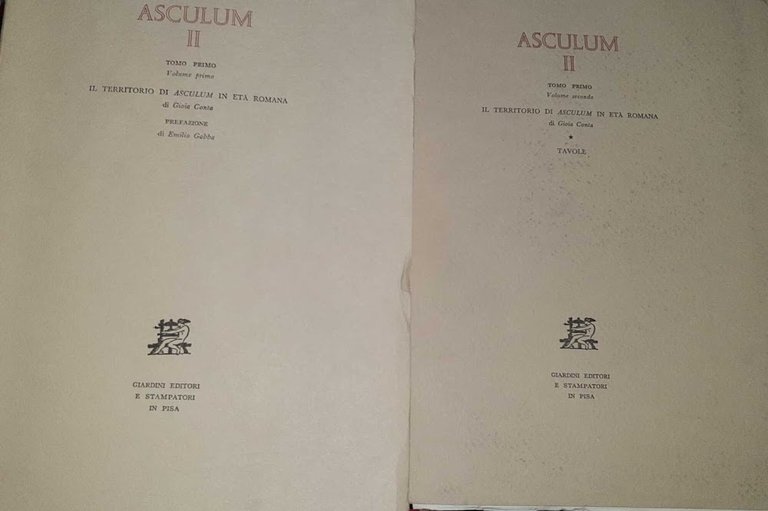 ASCULUM
II
TOMO PRIMO
Volume primo
IL TERRITORIO DI ASCULUM IN ETÀ ROMANA
di Gioia Conta
PREFAZIONE
di Emilio Gabba
GIARDINI EDITORI
E STAMPATORI
IN PISA
ASCULUM
II
TOMO PRIMO
Volume secondo
IL TERRITORIO DI ASCULUM IN ETÀ ROMANA
di Gioia Conta
★
TAVOLE
GIARDINI EDITORI
E STAMPATORI
IN PISA